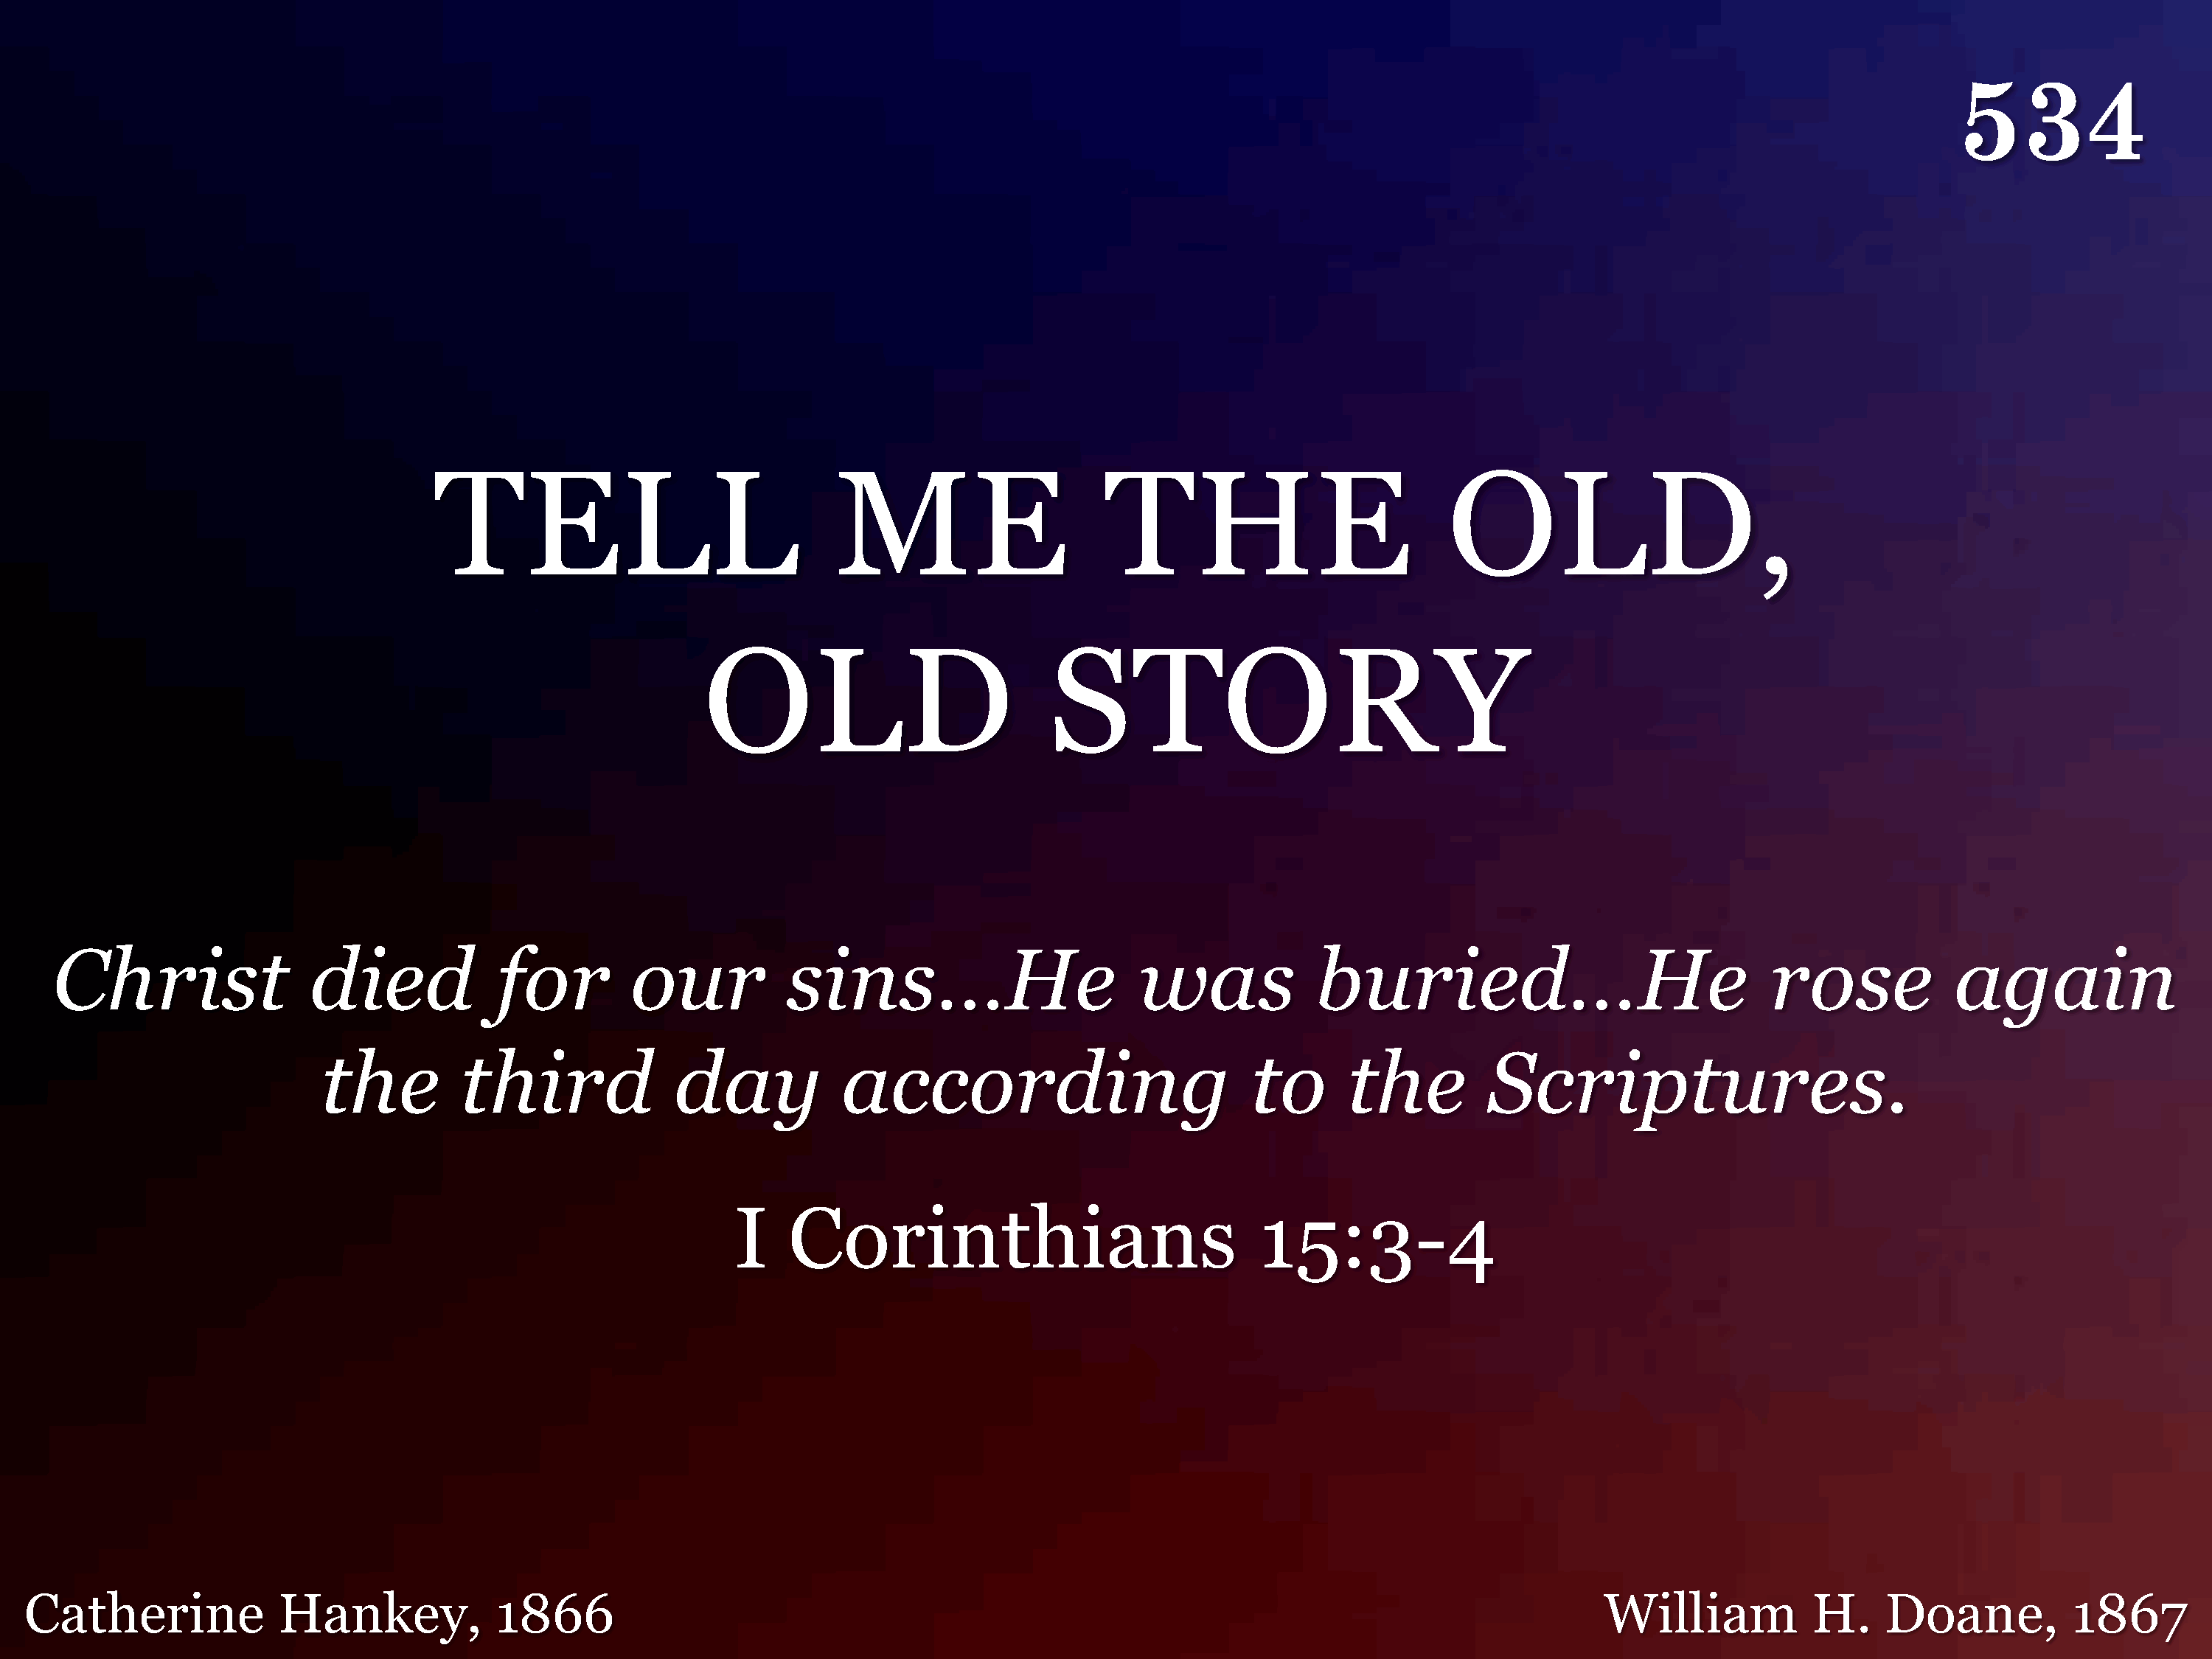 534
TELL ME THE OLD,
OLD STORY
Christ died for our sins...He was buried...He rose again
the third day according to the Scriptures.
I Corinthians 15:3-4
Catherine Hankey, 1866
William H. Doane, 1867